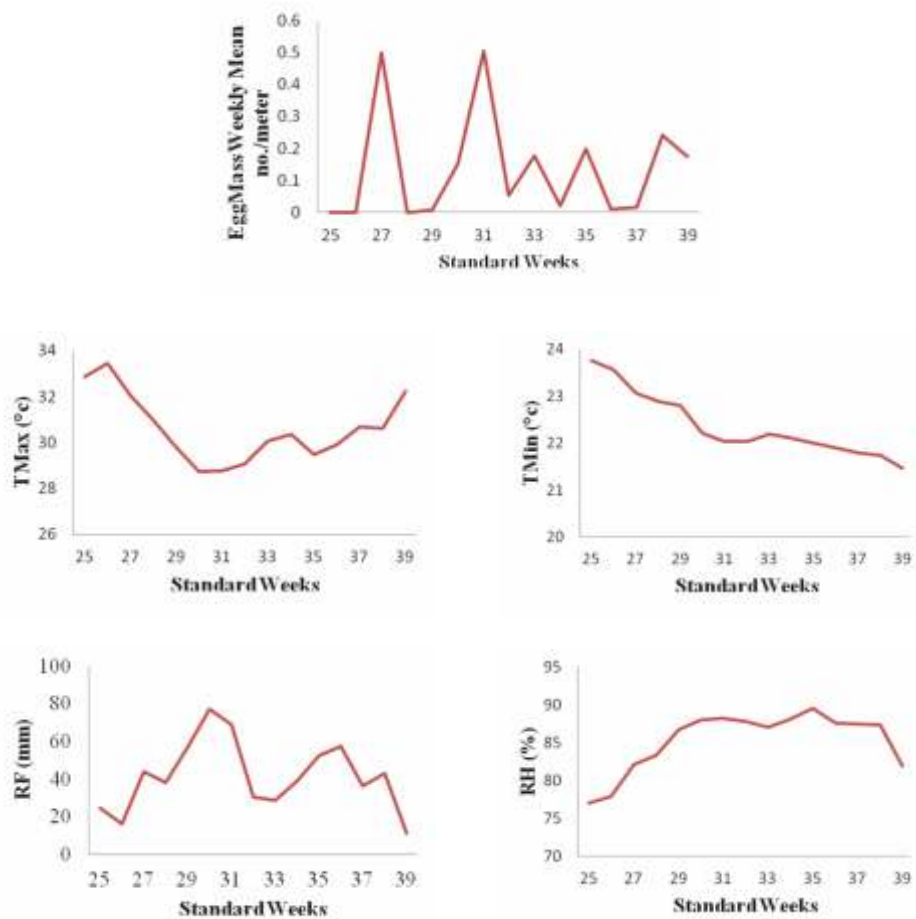 EggMass Weekly Mean
no./meter
0.6
0.5
0.4
0.3
0.2
0.1
0
25 27 29 31 33 35 37 39
Standard Weeks
TMax (°c)
34
32
30
28
26
25 27 29 31 33 35 37 39
Standard Weeks
TMin (°c)
24
23
22
21
20
25 27 29 31 33 35 37 39
Standard Weeks
RF (mm)
100
80
60
40
20
0
25 27 29 31 33 35 37 39
Standard Weeks
RH (%)
95
90
85
80
75
70
25 27 29 31 33 35 37 39
Standard Weeks